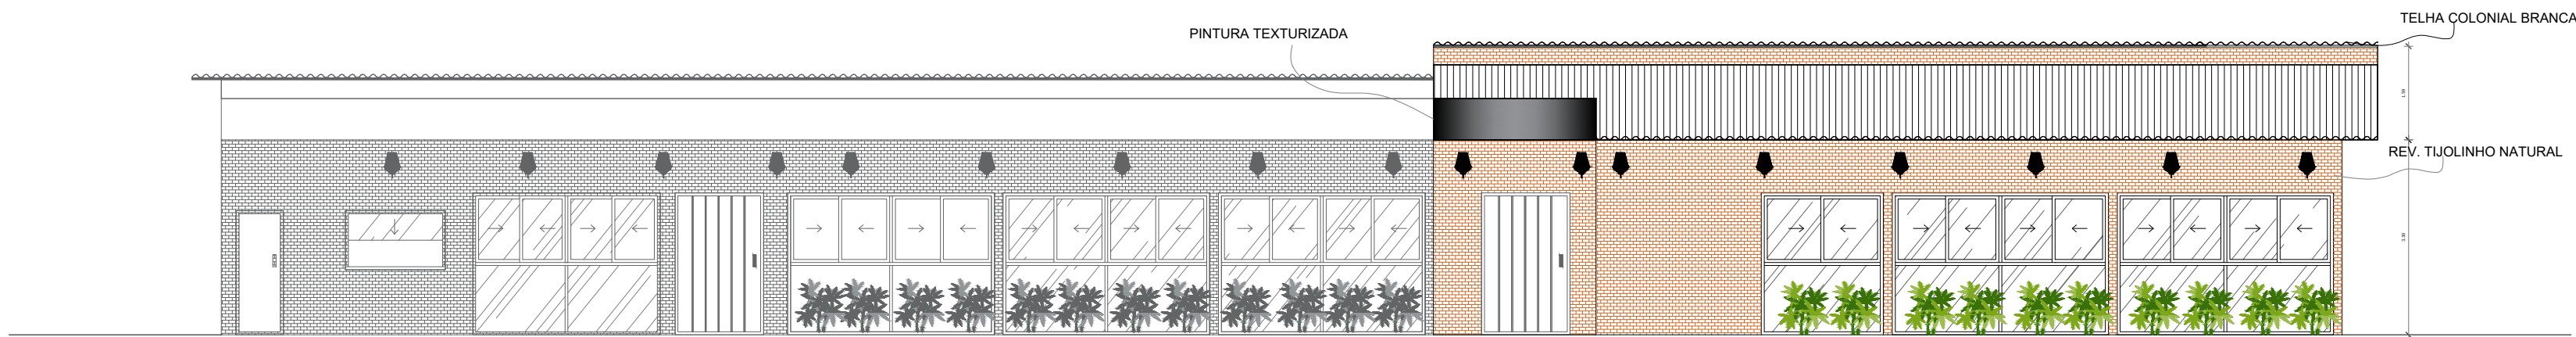 TELHA COLONIAL BRANCA
PINTURA TEXTURIZADA
REV. TIJOLINHO NATURAL